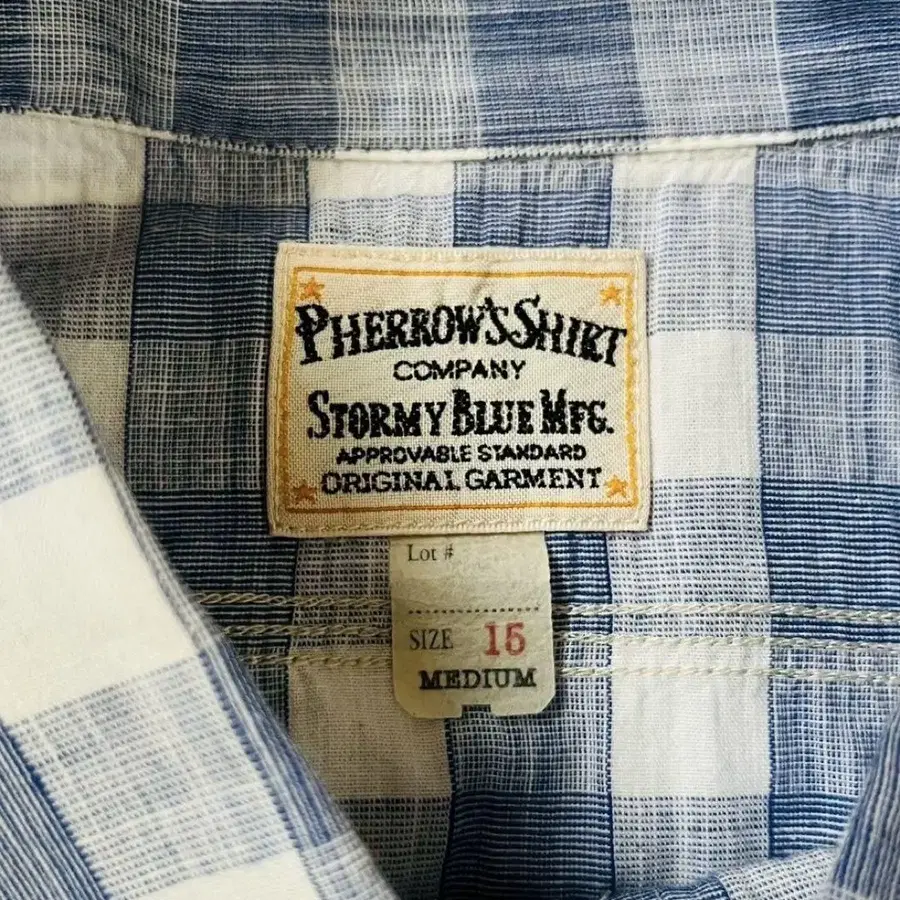 PHERROW'S SHIRT
COMPANY
STORMY BLUE MFG.
APPROVABLE STANDARD
ORIGINAL GARMENT
Lot #
SIZE 15
MEDIUM